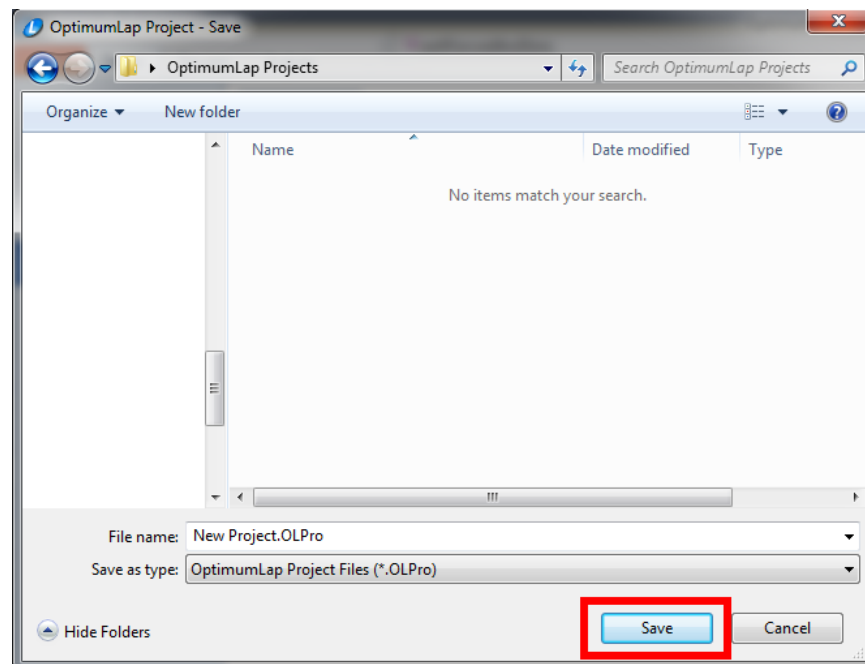 OptimumLap Project - Save
OptimumLap Projects
Search OptimumLap Projects
Organize
New folder
Name
Date modified
Type
No items match your search.
File name: New Project.OLPro
Save as type: OptimumLap Project Files (*.OLPro)
Hide Folders
Save
Cancel